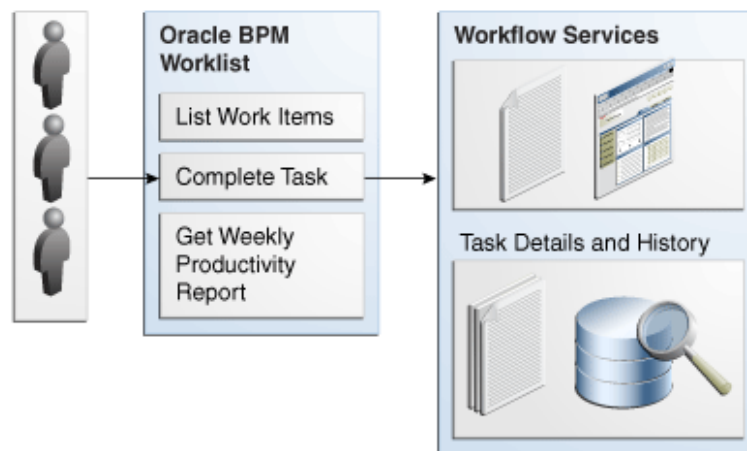 Oracle BPM
Worklist
List Work Items
Complete Task
Get Weekly
Productivity
Report
Workflow Services
Task Details and History